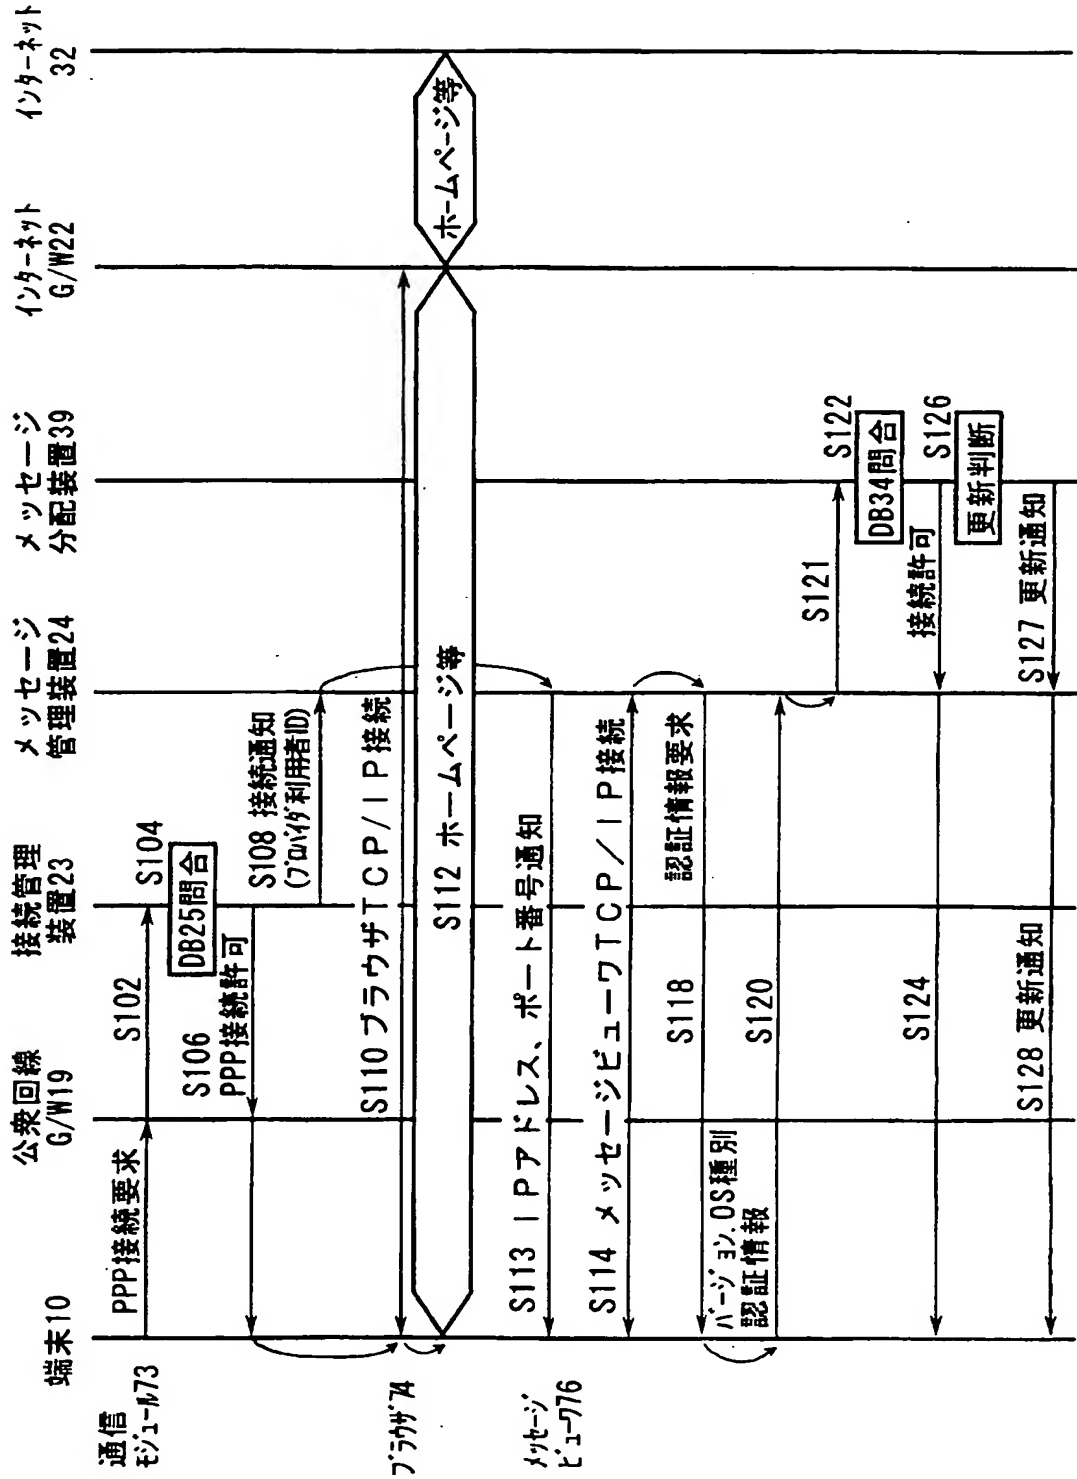 端末10
公衆回線
G/W19
接続管理
装置23
メッセージ
管理装置24
メッセージ
分配装置39
インターネット
G/W22
インターネット
32
通信
モジュール73
PPP接続要求
S102
S104
DB25問合
S106
PPP接続許可
S108 接続通知
(プロバイダ利用者ID)
ブラウザ74
S110 ブラウザTCP/IP接続
S112 ホームページ等
ホームページ等
メッセージ
ビューワ76
S113 IPアドレス、ポート番号通知
S114 メッセージビューワTCP/IP接続
認証情報要求
S118
バージョン、OS種別
認証情報
S120
S121
S122
DB34問合
接続許可
S124
S126
更新判断
S127 更新通知
S128 更新通知